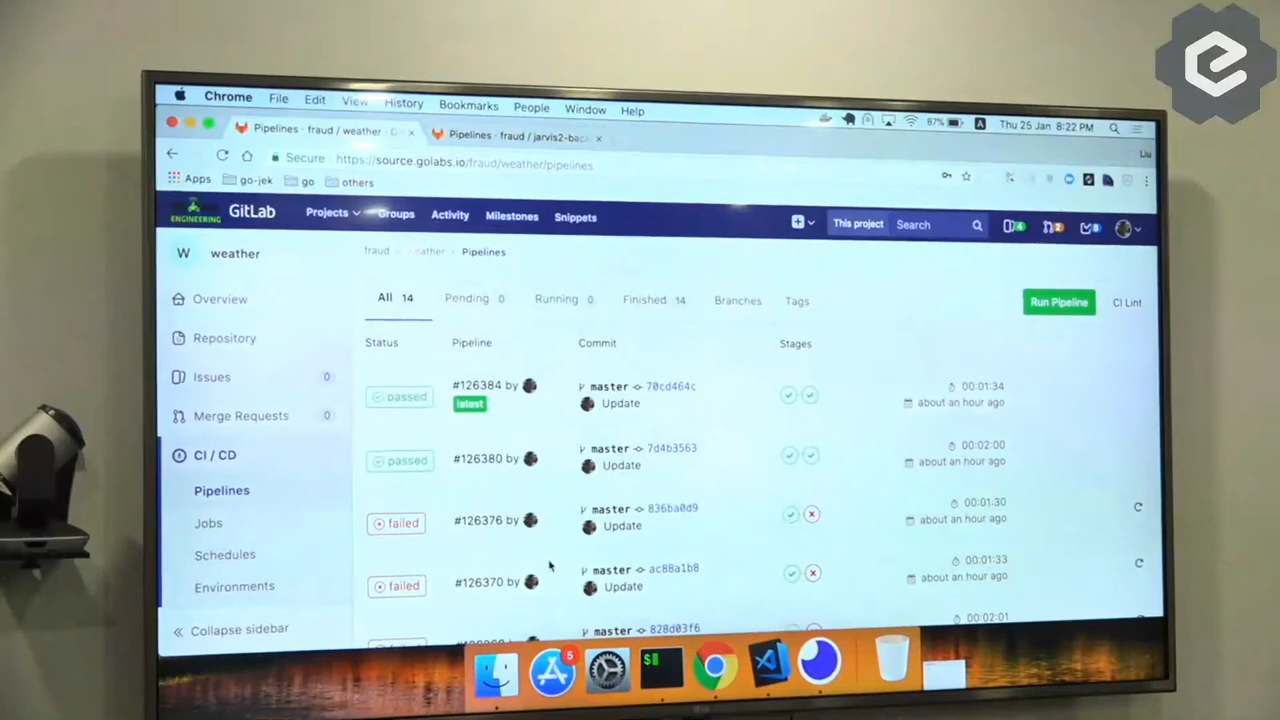 Chrome File Edit View History Bookmarks People Window Help 87% A Thu 25 Jan 8:22 PM
Pipelines · fraud / weather · G × Pipelines · fraud / jarvis2-bac ×
Liu
Secure https://source.golabs.io/fraud/weather/pipelines
Apps go-jek go others
ENGINEERING GitLab Projects Groups Activity Milestones Snippets This project Search 4 2 8
W weather
fraud Pipelines
Overview
All 14 Pending 0 Running 0 Finished 14 Branches Tags Run Pipeline CI Lint
Repository
Status Pipeline Commit Stages
Issues 0
passed #126384 by master 70cd464c 00:01:34
latest Update about an hour ago
Merge Requests 0
CI / CD
passed #126380 by master 7d4b3563 00:02:00
Update about an hour ago
Pipelines
failed #126376 by master 836ba0d9 00:01:30
Update about an hour ago
Jobs
Schedules
failed #126370 by master ac88a1b8 00:01:33
Update about an hour ago
Environments
Collapse sidebar
master 828d03f6 00:02:01
5
$